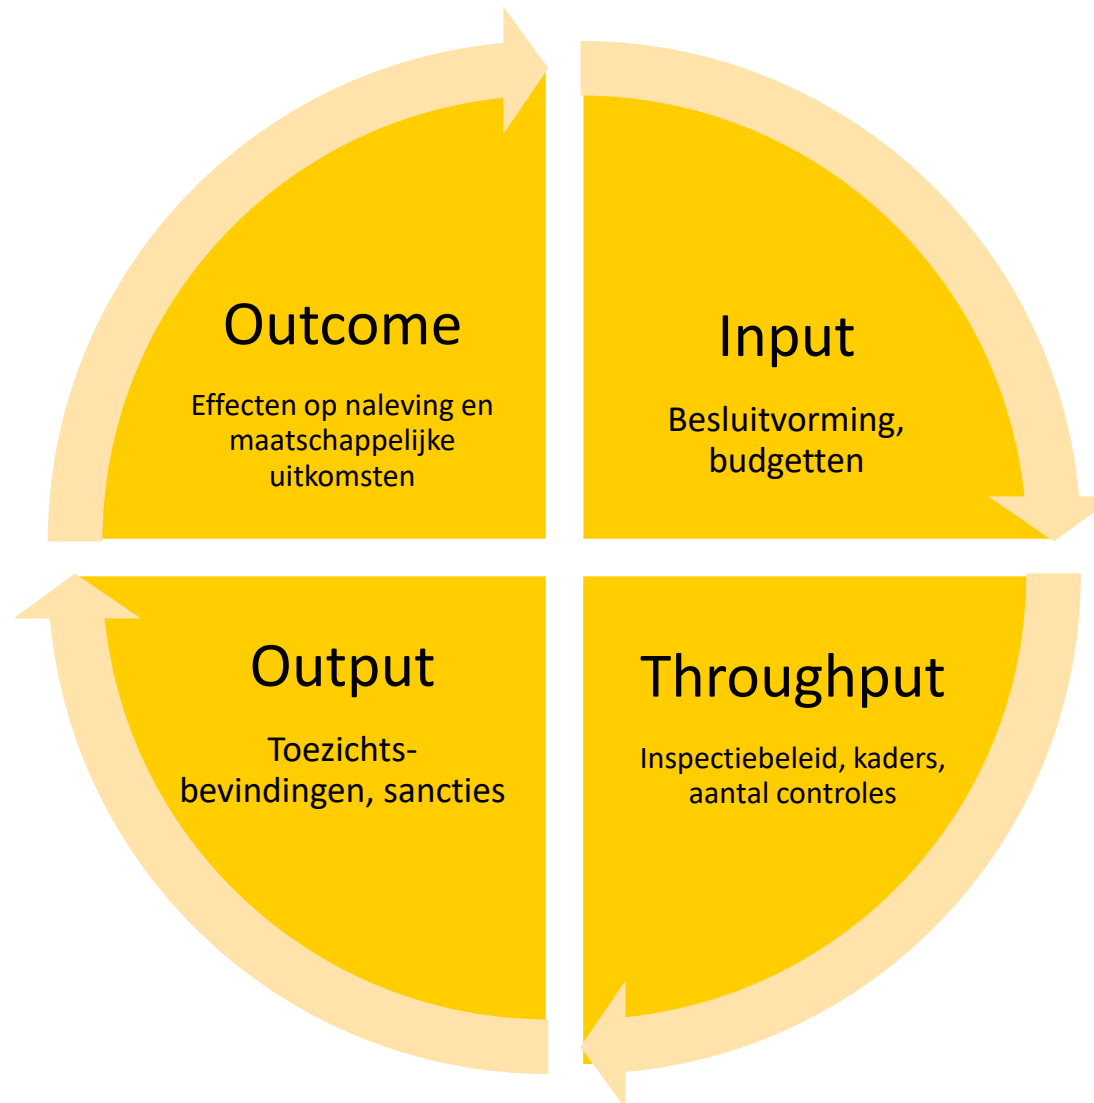 Outcome
Effecten op naleving en
maatschappelijke
uitkomsten
Input
Besluitvorming,
budgetten
Output
Toezichts-
bevindingen, sancties
Throughput
Inspectiebeleid, kaders,
aantal controles